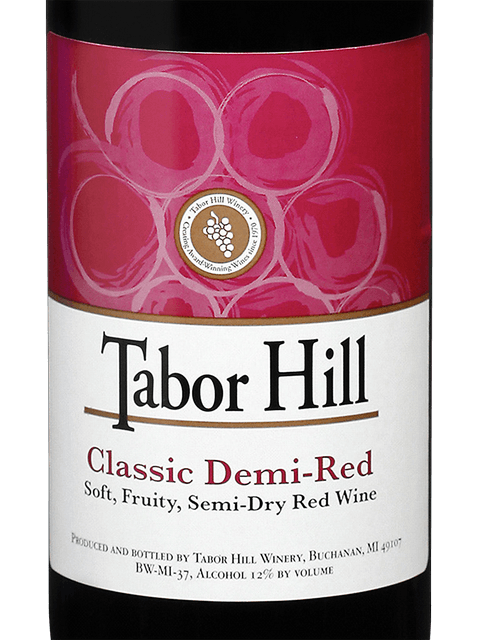 • Tabor Hill Winery •
Creating Award-Winning Wines since 1970
Tabor Hill
Classic Demi-Red
Soft, Fruity, Semi-Dry Red Wine
Produced and bottled by Tabor Hill Winery, Buchanan, MI 49107
BW-MI-37, Alcohol 12% by volume